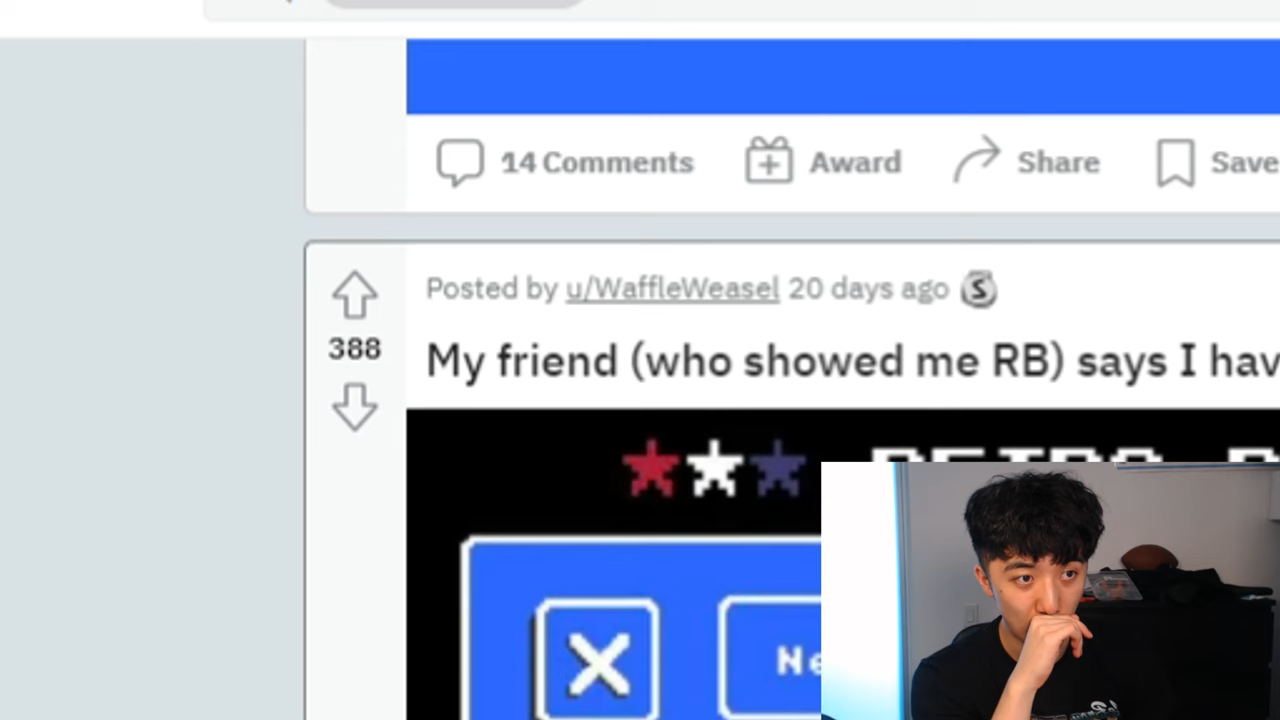 14 Comments Award Share Save
Posted by u/WaffleWeasel 20 days ago
388
My friend (who showed me RB) says I hav